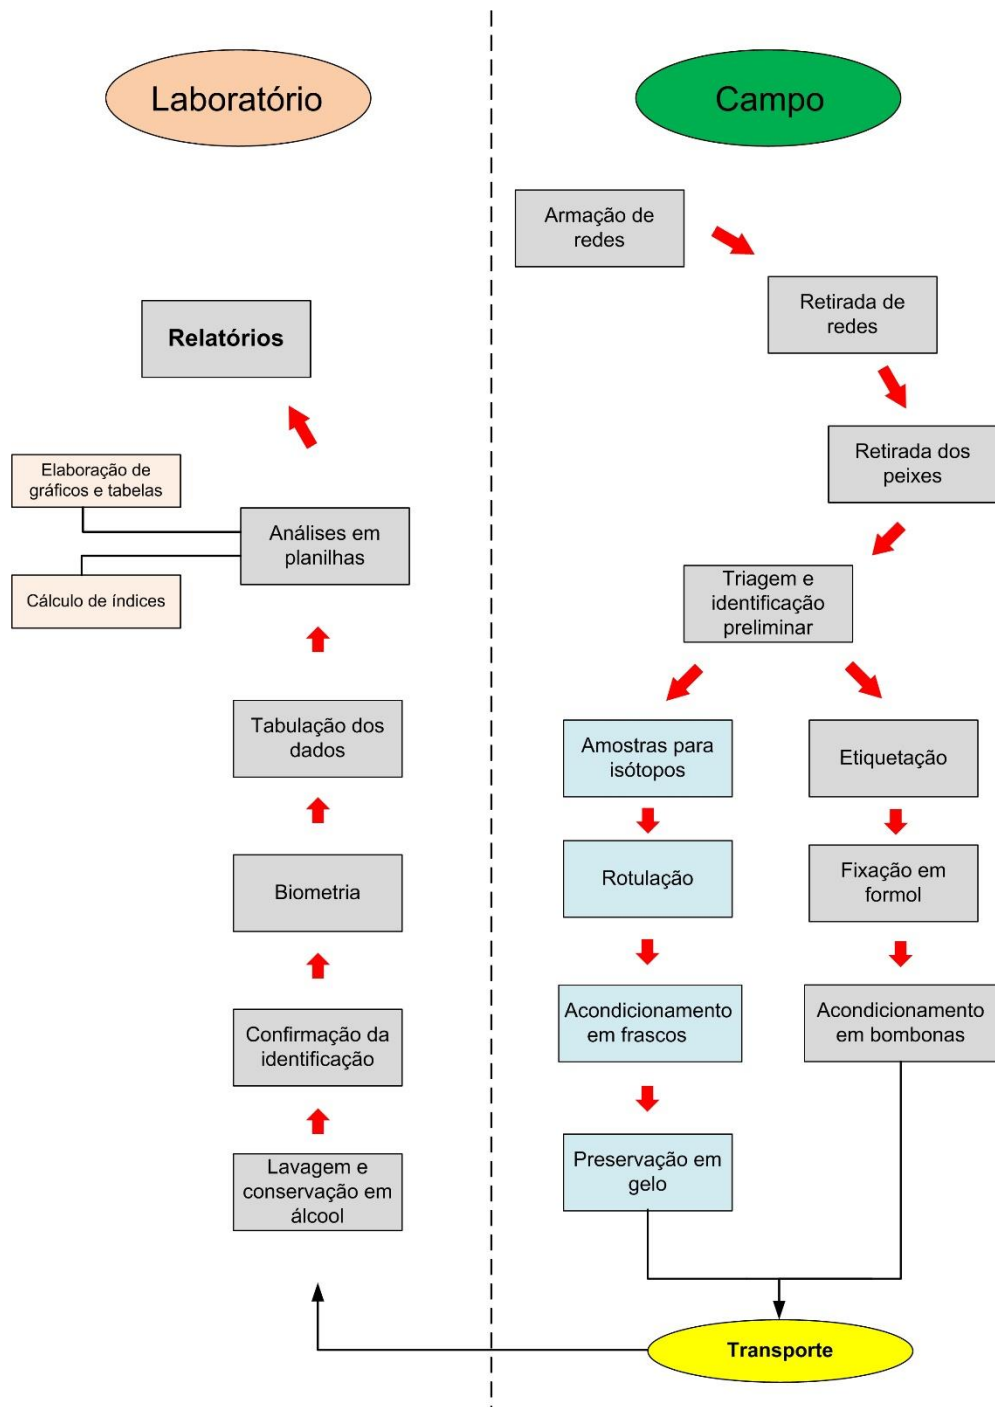 Laboratório
Campo
Armação de
redes
Retirada de
redes
Retirada dos
peixes
Triagem e
identificação
preliminar
Amostras para
isótopos
Etiquetação
Rotulação
Fixação em
formol
Acondicionamento
em frascos
Acondicionamento
em bombonas
Preservação em
gelo
Transporte
Lavagem e
conservação em
álcool
Confirmação da
identificação
Biometria
Tabulação dos
dados
Análises em
planilhas
Elaboração de
gráficos e tabelas
Cálculo de índices
Relatórios